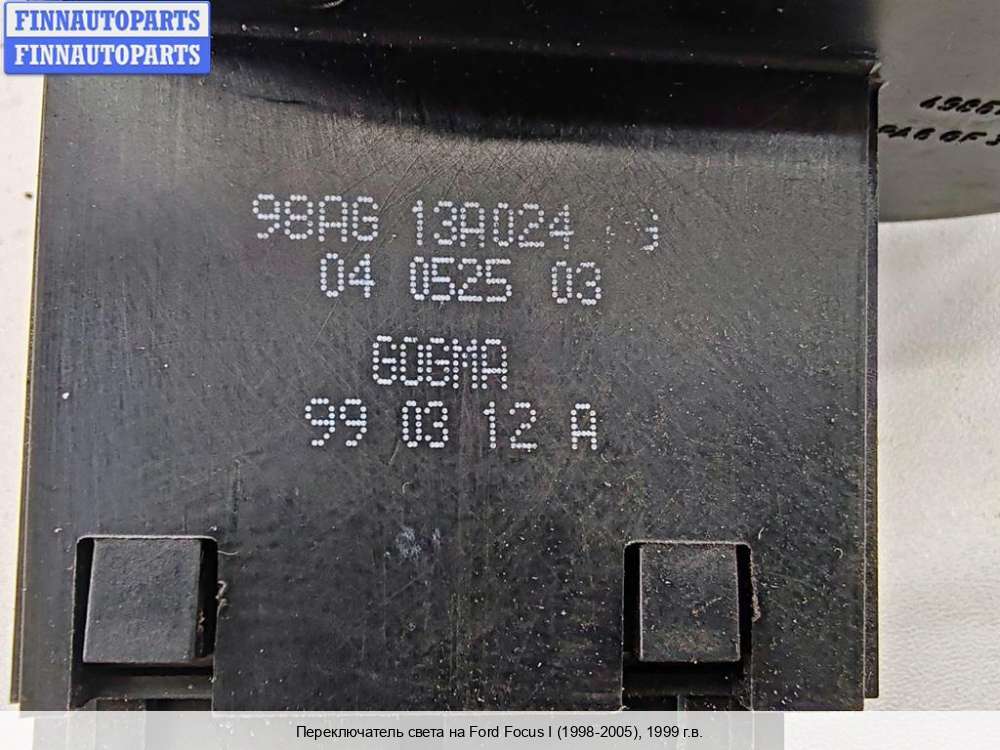 FINNAUTOPARTS
FINNAUTOPARTS
98AG 13A024
04 0525 03
GOGMA
99 03 12 A
Переключатель света на Ford Focus I (1998-2005), 1999 г.в.